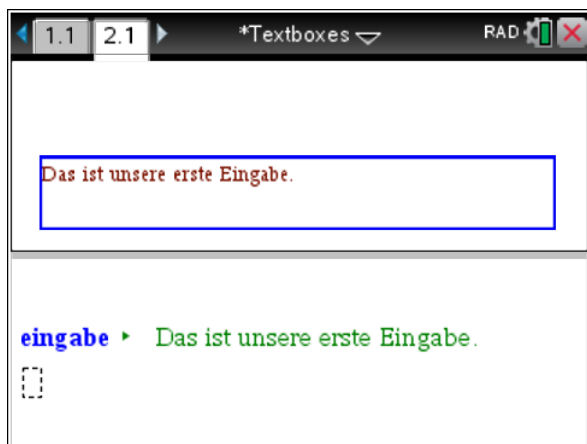 1.1 2.1 *Textboxes RAD
Das ist unsere erste Eingabe.
eingabe ▸ Das ist unsere erste Eingabe.